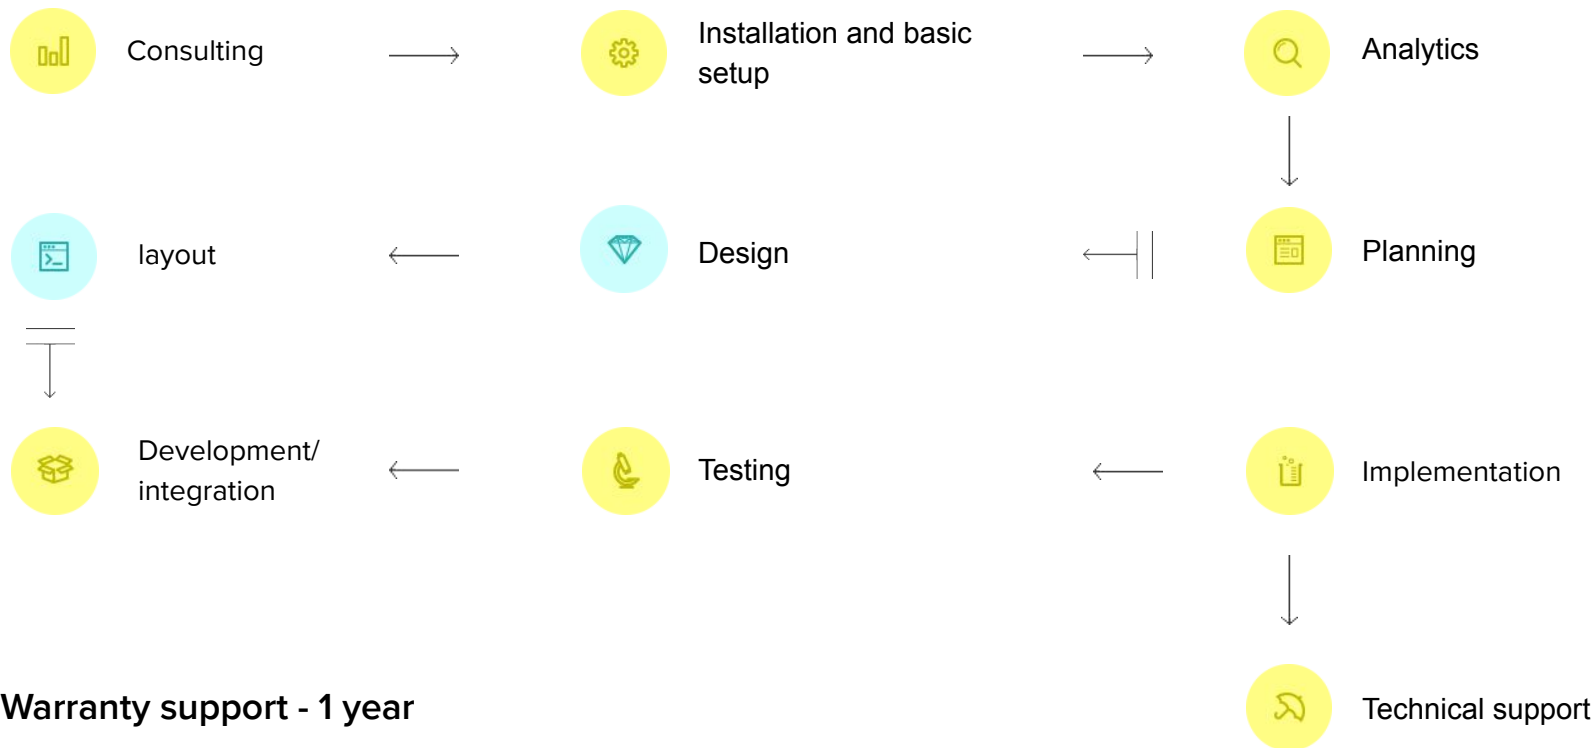 Consulting
Installation and basic
setup
Analytics
layout
Design
Planning
Development/
integration
Testing
Implementation
Warranty support - 1 year
Technical support